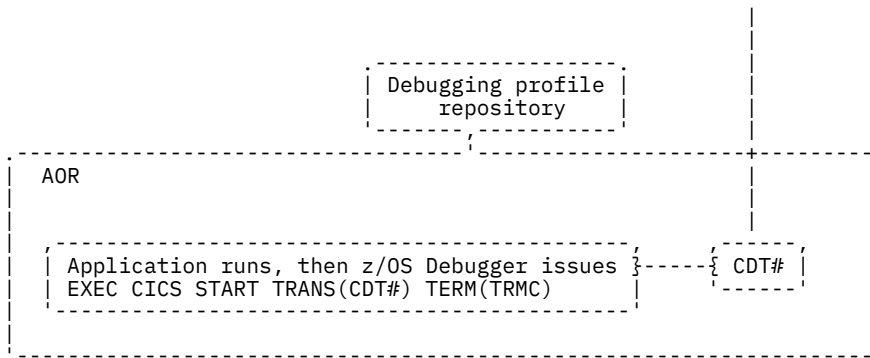 Debugging profile
repository
AOR
Application runs, then z/OS Debugger issues
EXEC CICS START TRANS(CDT#) TERM(TRMC)
CDT#